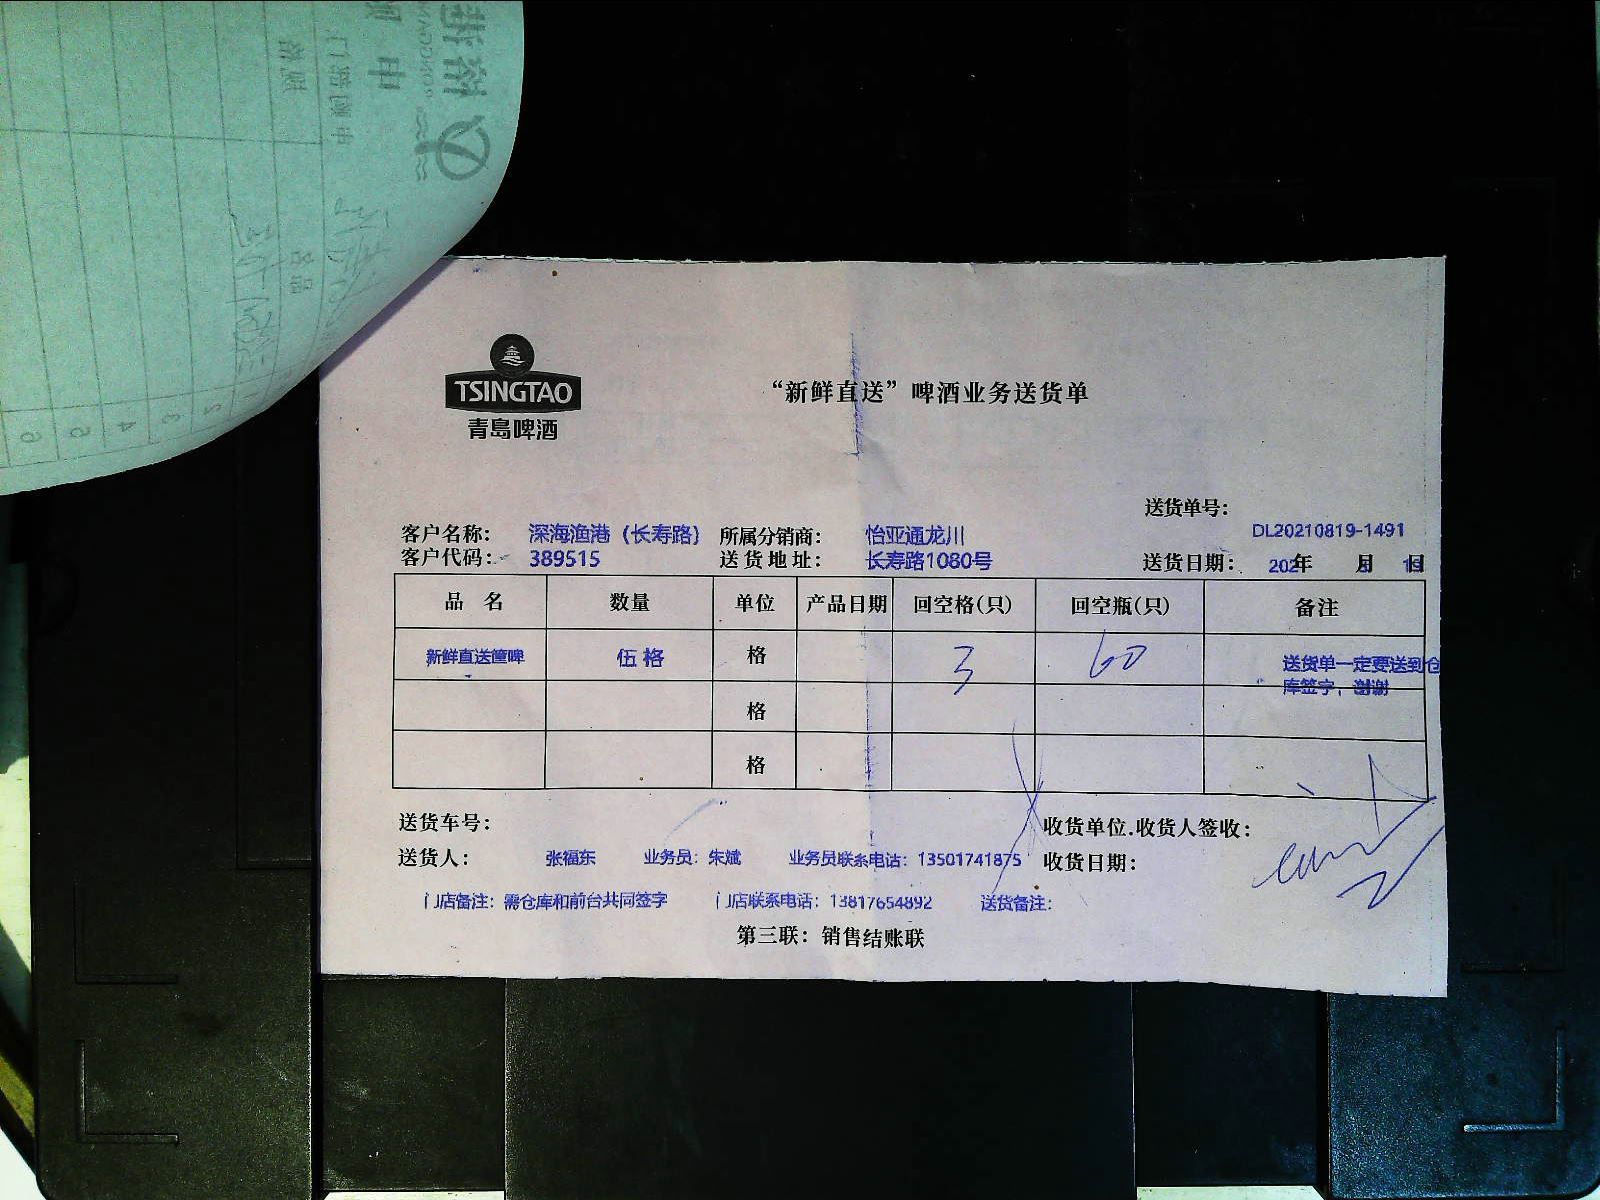 TSINGTAO
青島啤酒
“新鲜直送”啤酒业务送货单
送货单号：
DL20210819-1491
客户名称： 深海渔港（长寿路） 所属分销商： 怡亚通龙川
客户代码： 389515 送货地址： 长寿路1080号 送货日期： 202年 月 19日
品名 数量 单位 产品日期 回空格(只) 回空瓶(只) 备注
新鲜直送筐啤 伍格 格 3 60 送货单一定要送到仓
库签字，谢谢
格
格
送货车号： 收货单位.收货人签收：
送货人： 张福东 业务员：朱斌 业务员联系电话：13501741875 收货日期：
门店备注：需仓库和前台共同签字 门店联系电话：13817654892 送货备注：
第三联：销售结账联